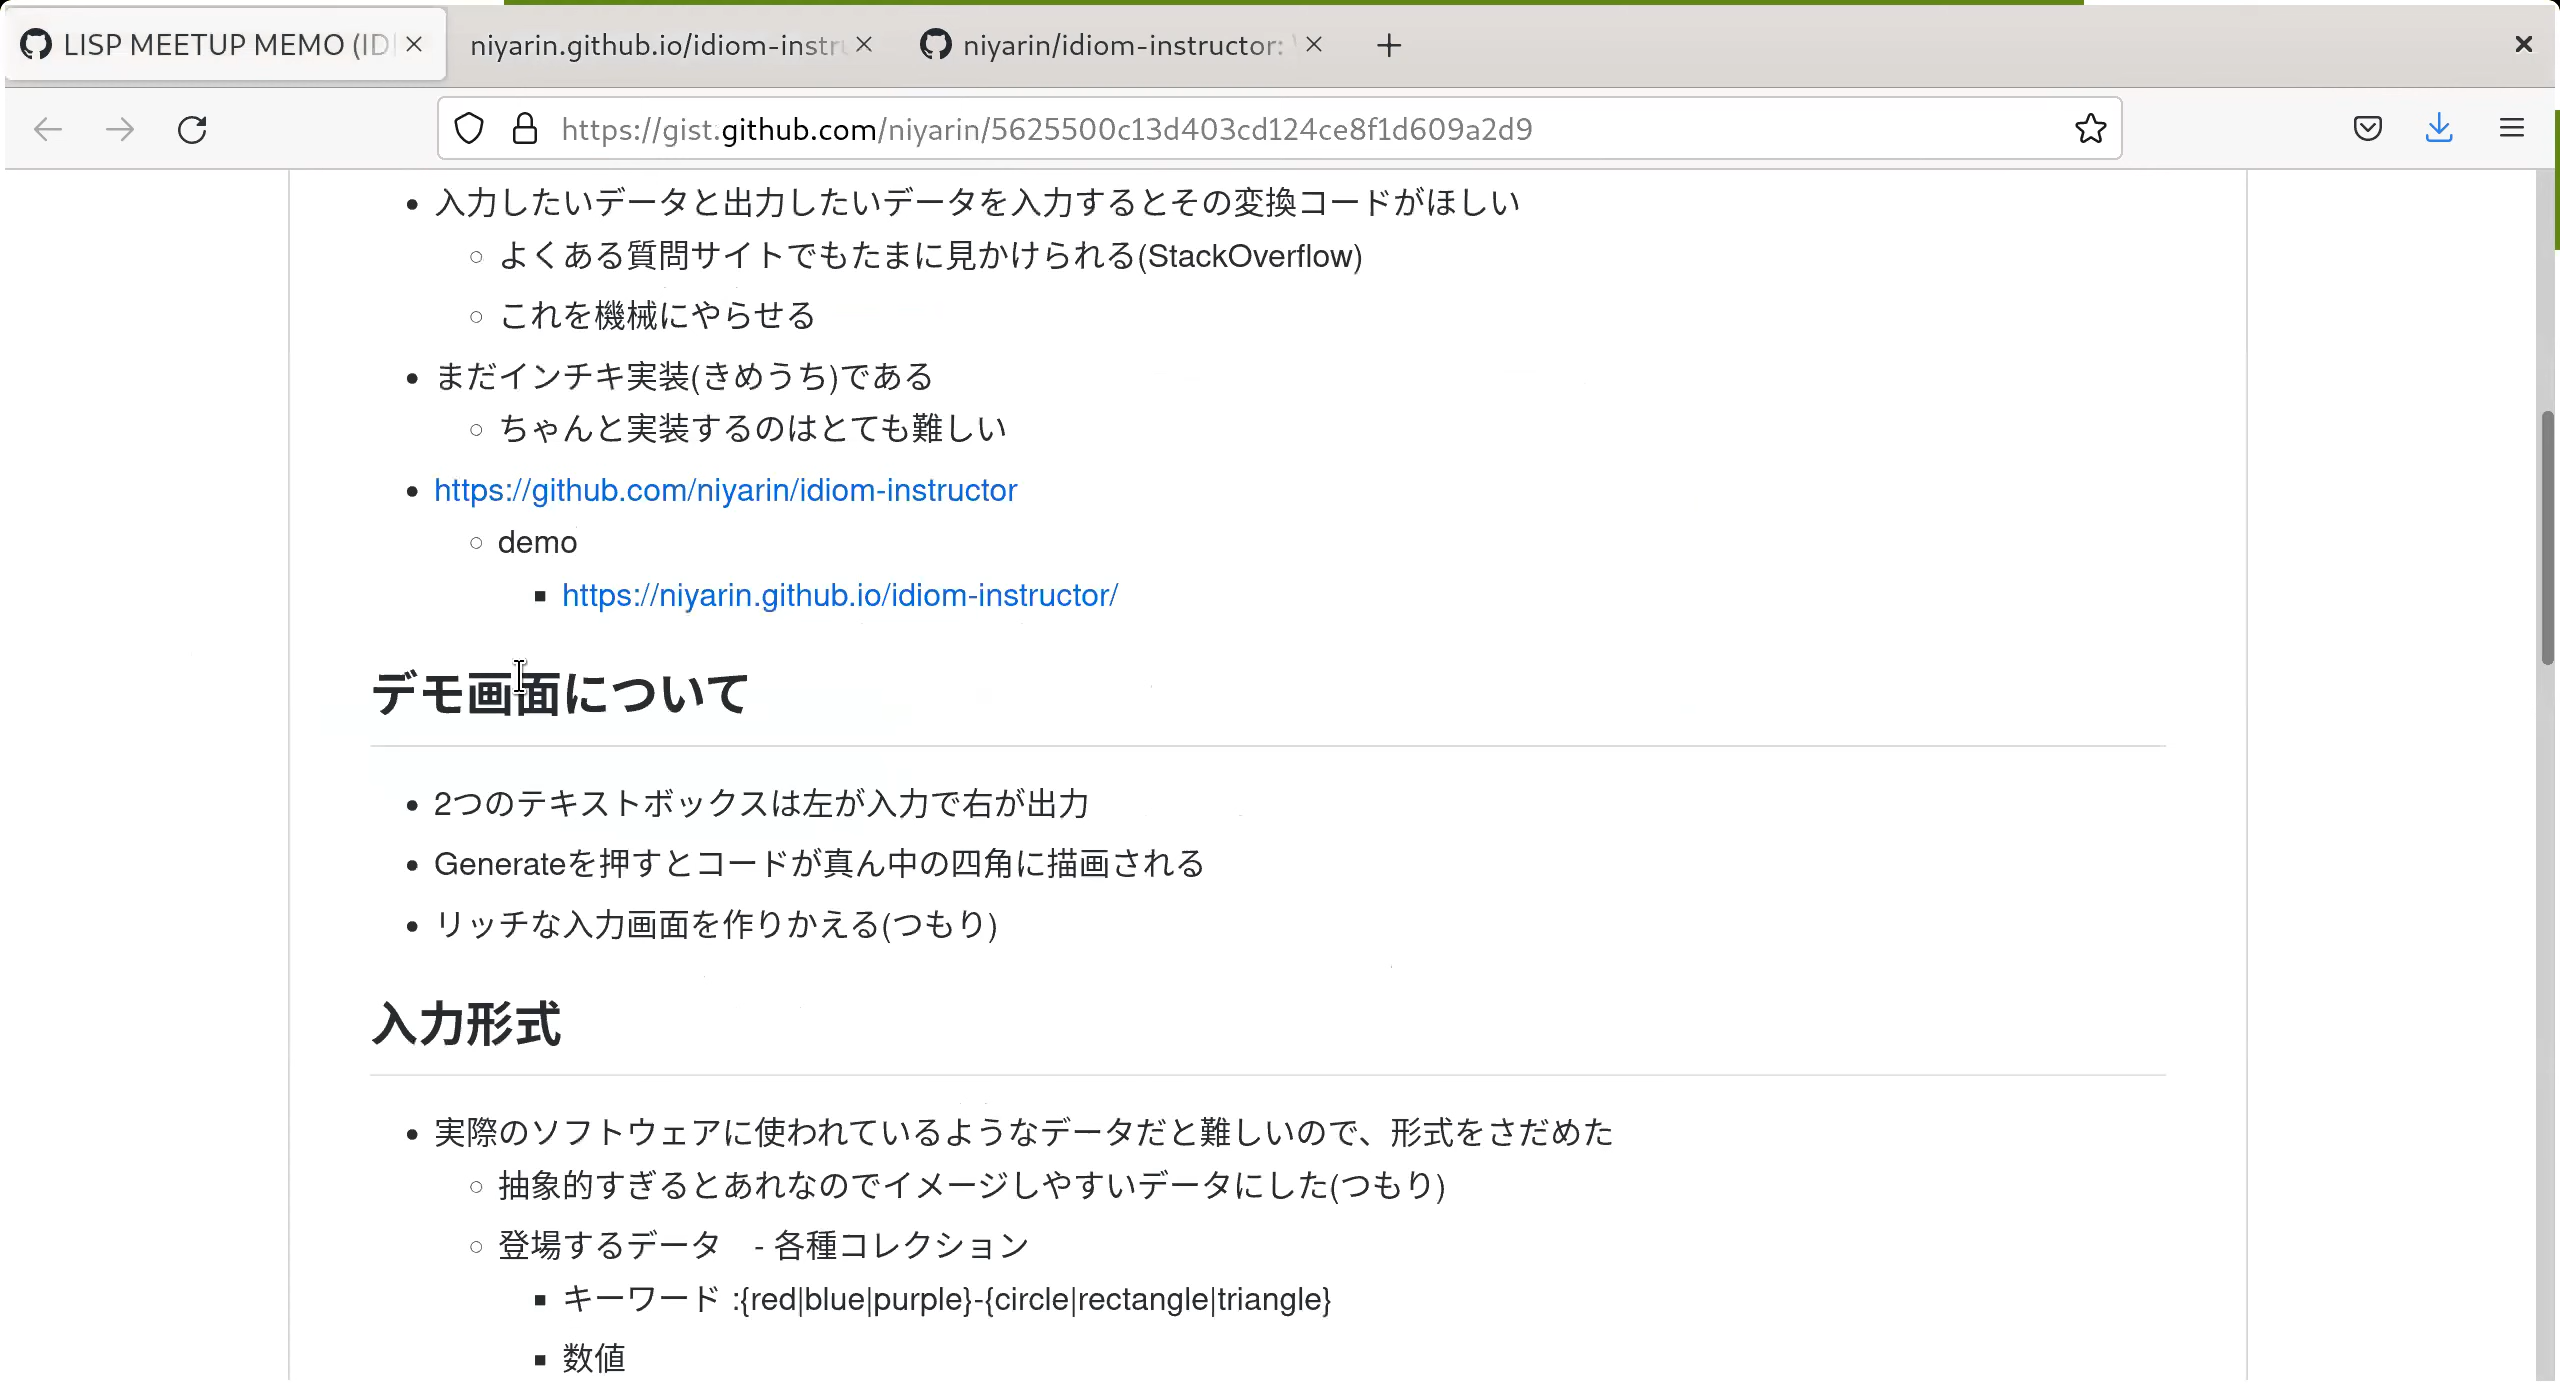 LISP MEETUP MEMO (ID
niyarin.github.io/idiom-instru
niyarin/idiom-instructor:
https://gist.github.com/niyarin/5625500c13d403cd124ce8f1d609a2d9
入力したいデータと出力したいデータを入力するとその変換コードがほしい
よくある質問サイトでもたまに見かけられる(StackOverflow)
これを機械にやらせる
まだインチキ実装(きめうち)である
ちゃんと実装するのはとても難しい
https://github.com/niyarin/idiom-instructor
demo
https://niyarin.github.io/idiom-instructor/
デモ画面について
2つのテキストボックスは左が入力で右が出力
Generateを押すとコードが真ん中の四角に描画される
リッチな入力画面を作りかえる(つもり)
入力形式
実際のソフトウェアに使われているようなデータだと難しいので、形式をさだめた
抽象的すぎるとあれなのでイメージしやすいデータにした(つもり)
登場するデータ　- 各種コレクション
キーワード :{red|blue|purple}-{circle|rectangle|triangle}
数値